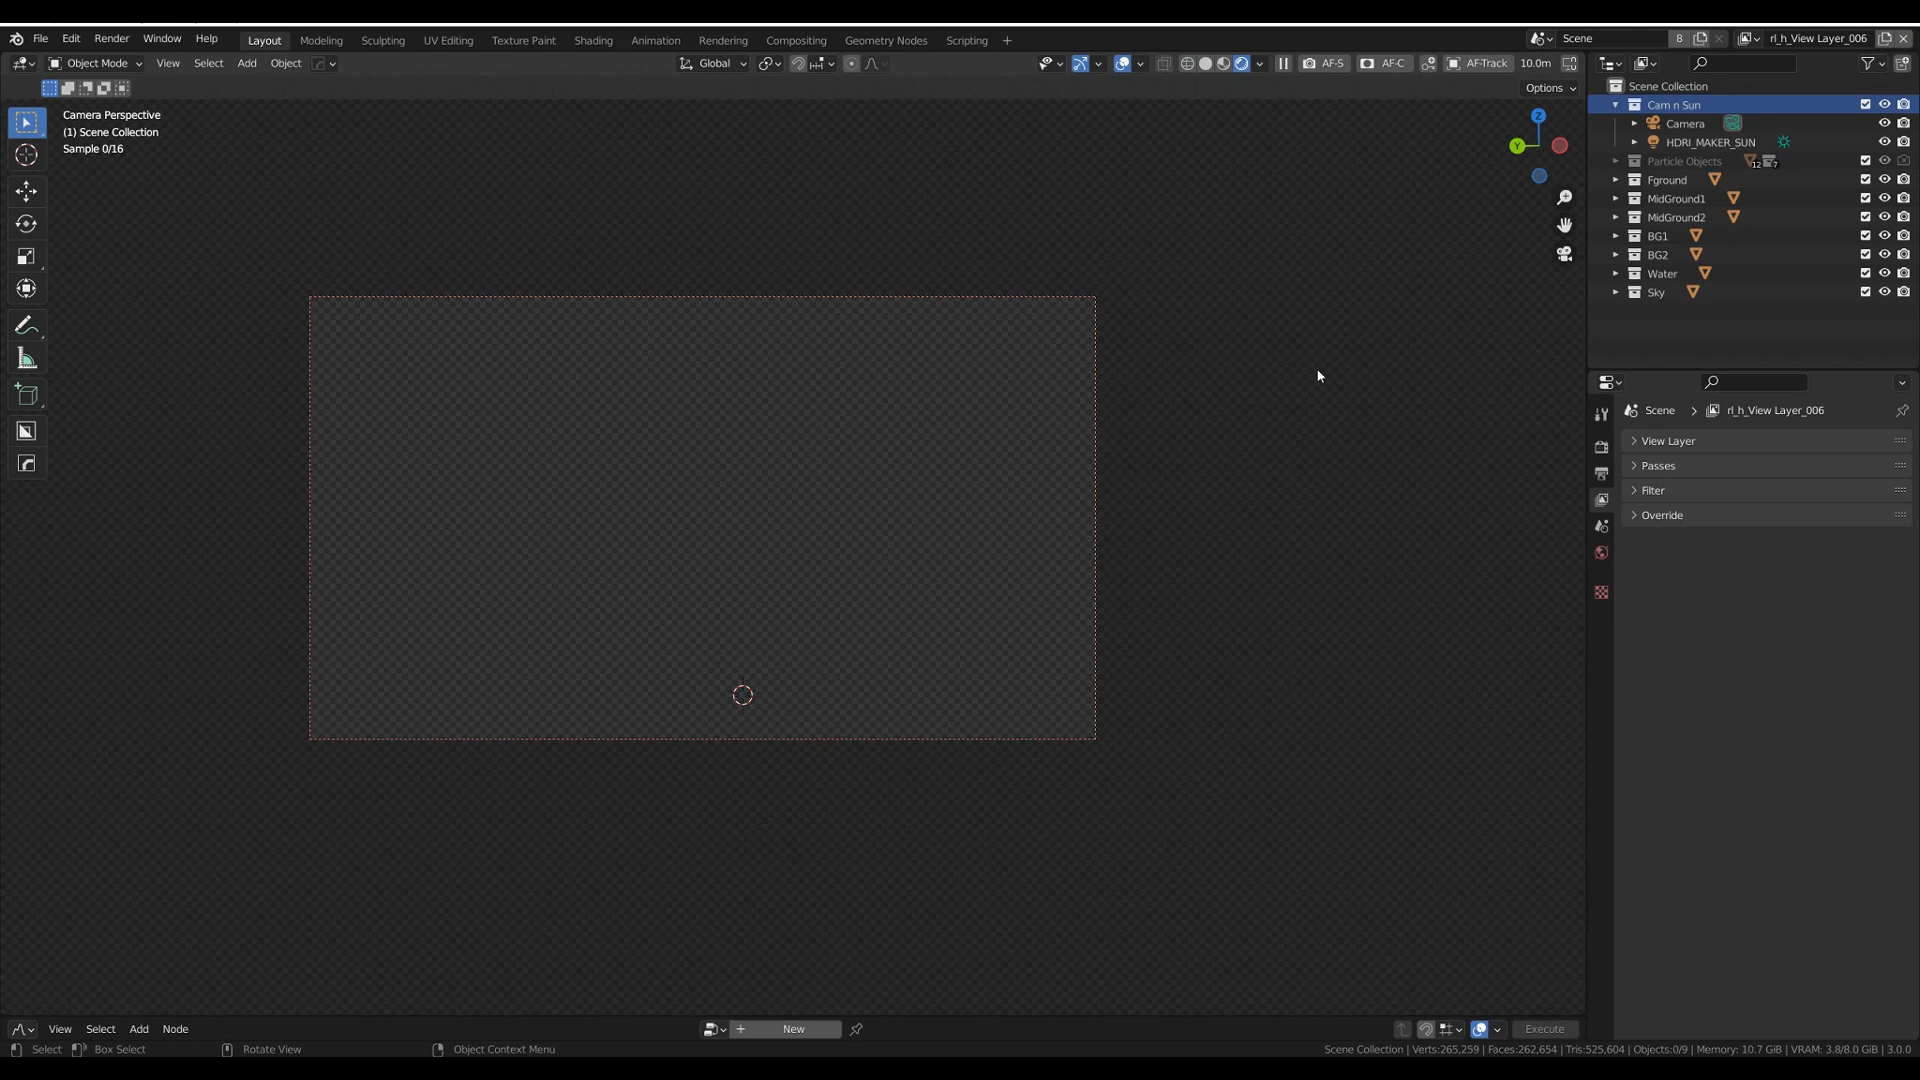 File Edit Render Window Help Layout Modeling Sculpting UV Editing Texture Paint Shading Animation Rendering Compositing Geometry Nodes Scripting + Scene 8 rl_h_View Layer_006
Object Mode View Select Add Object Global AF-S AF-C AF-Track 10.0m
Options
Camera Perspective
(1) Scene Collection
Sample 0/16
Z
Y
Scene Collection
Cam n Sun
Camera
HDRI_MAKER_SUN
Particle Objects 12 7
Fground
MidGround1
MidGround2
BG1
BG2
Water
Sky
Scene > rl_h_View Layer_006
View Layer
Passes
Filter
Override
View Select Add Node + New Execute
Select Box Select Rotate View Object Context Menu Scene Collection | Verts:265,259 | Faces:262,654 | Tris:525,604 | Objects:0/9 | Memory: 10.7 GiB | VRAM: 3.8/8.0 GiB | 3.0.0